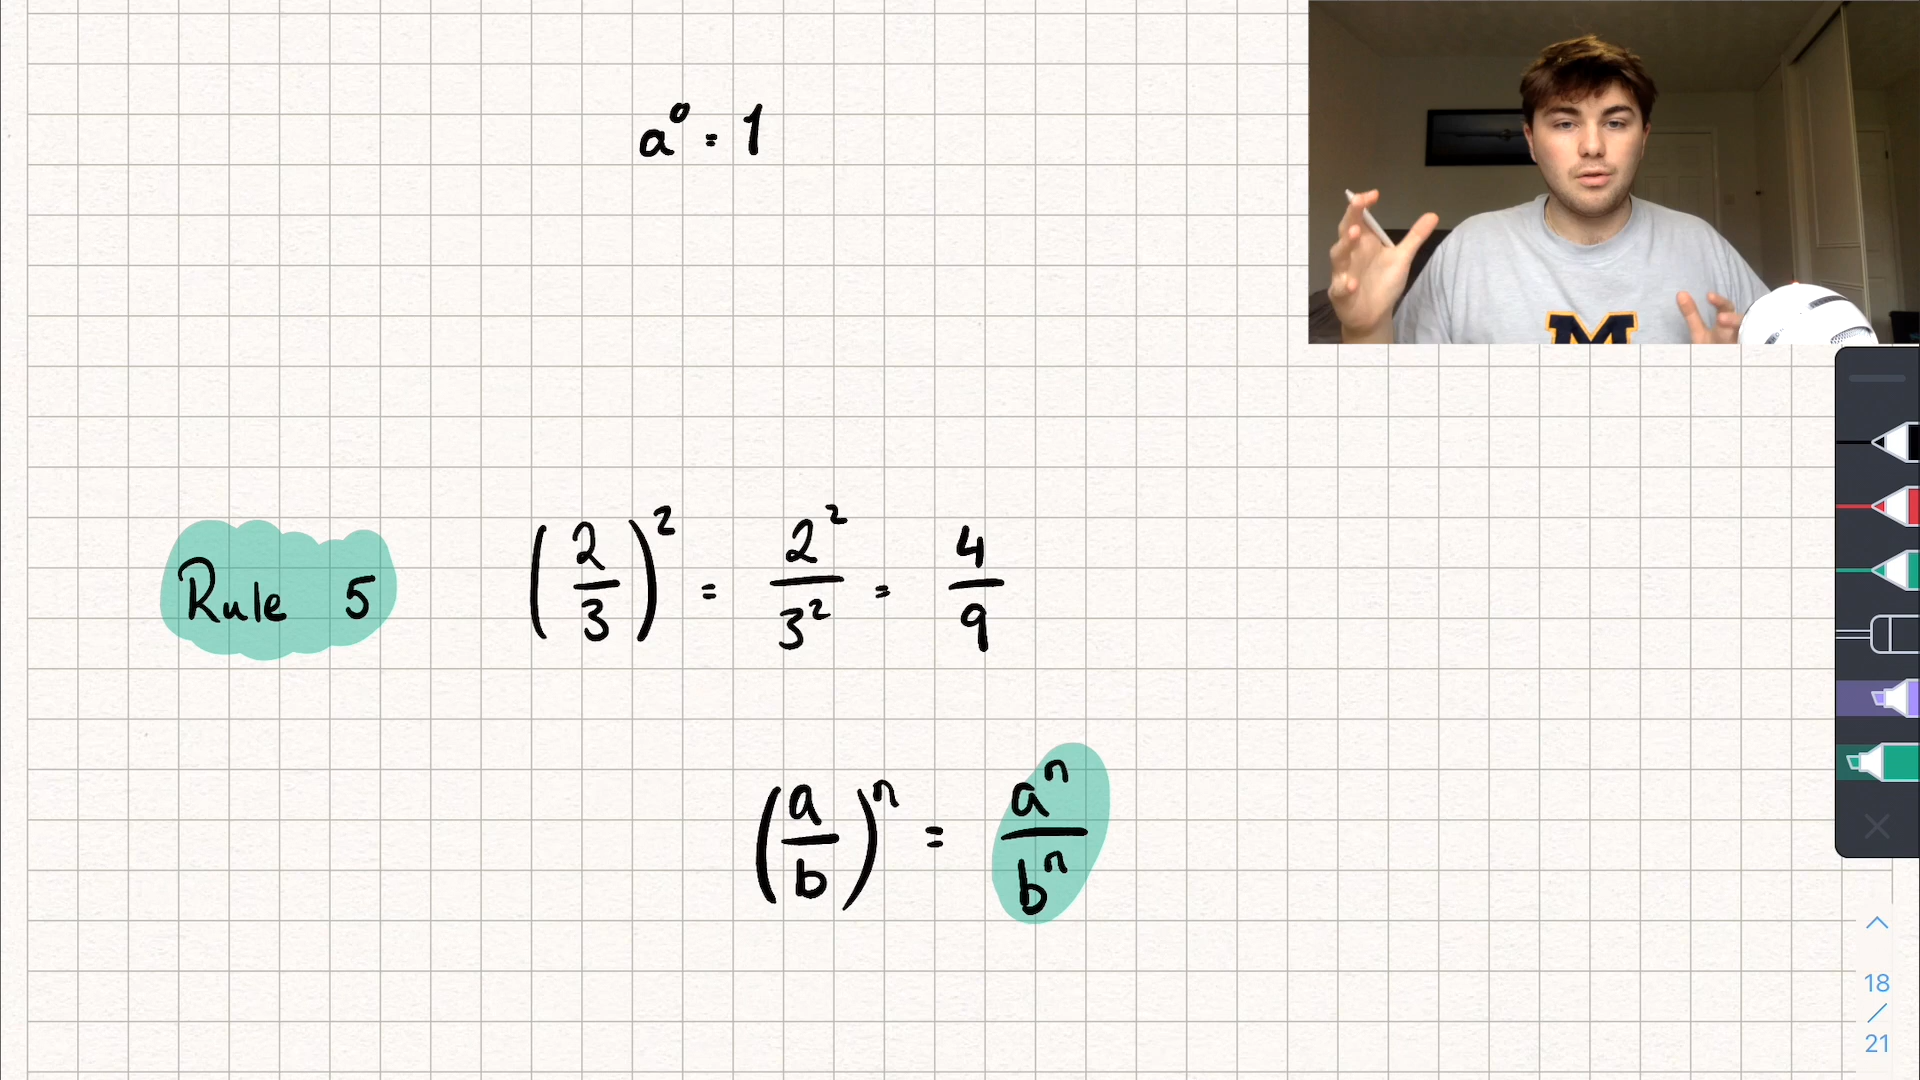 a⁰ = 1
M
Rule 5 (2/3)² = 2²/3² = 4/9
(a/b)ⁿ = aⁿ/bⁿ
18
/
21